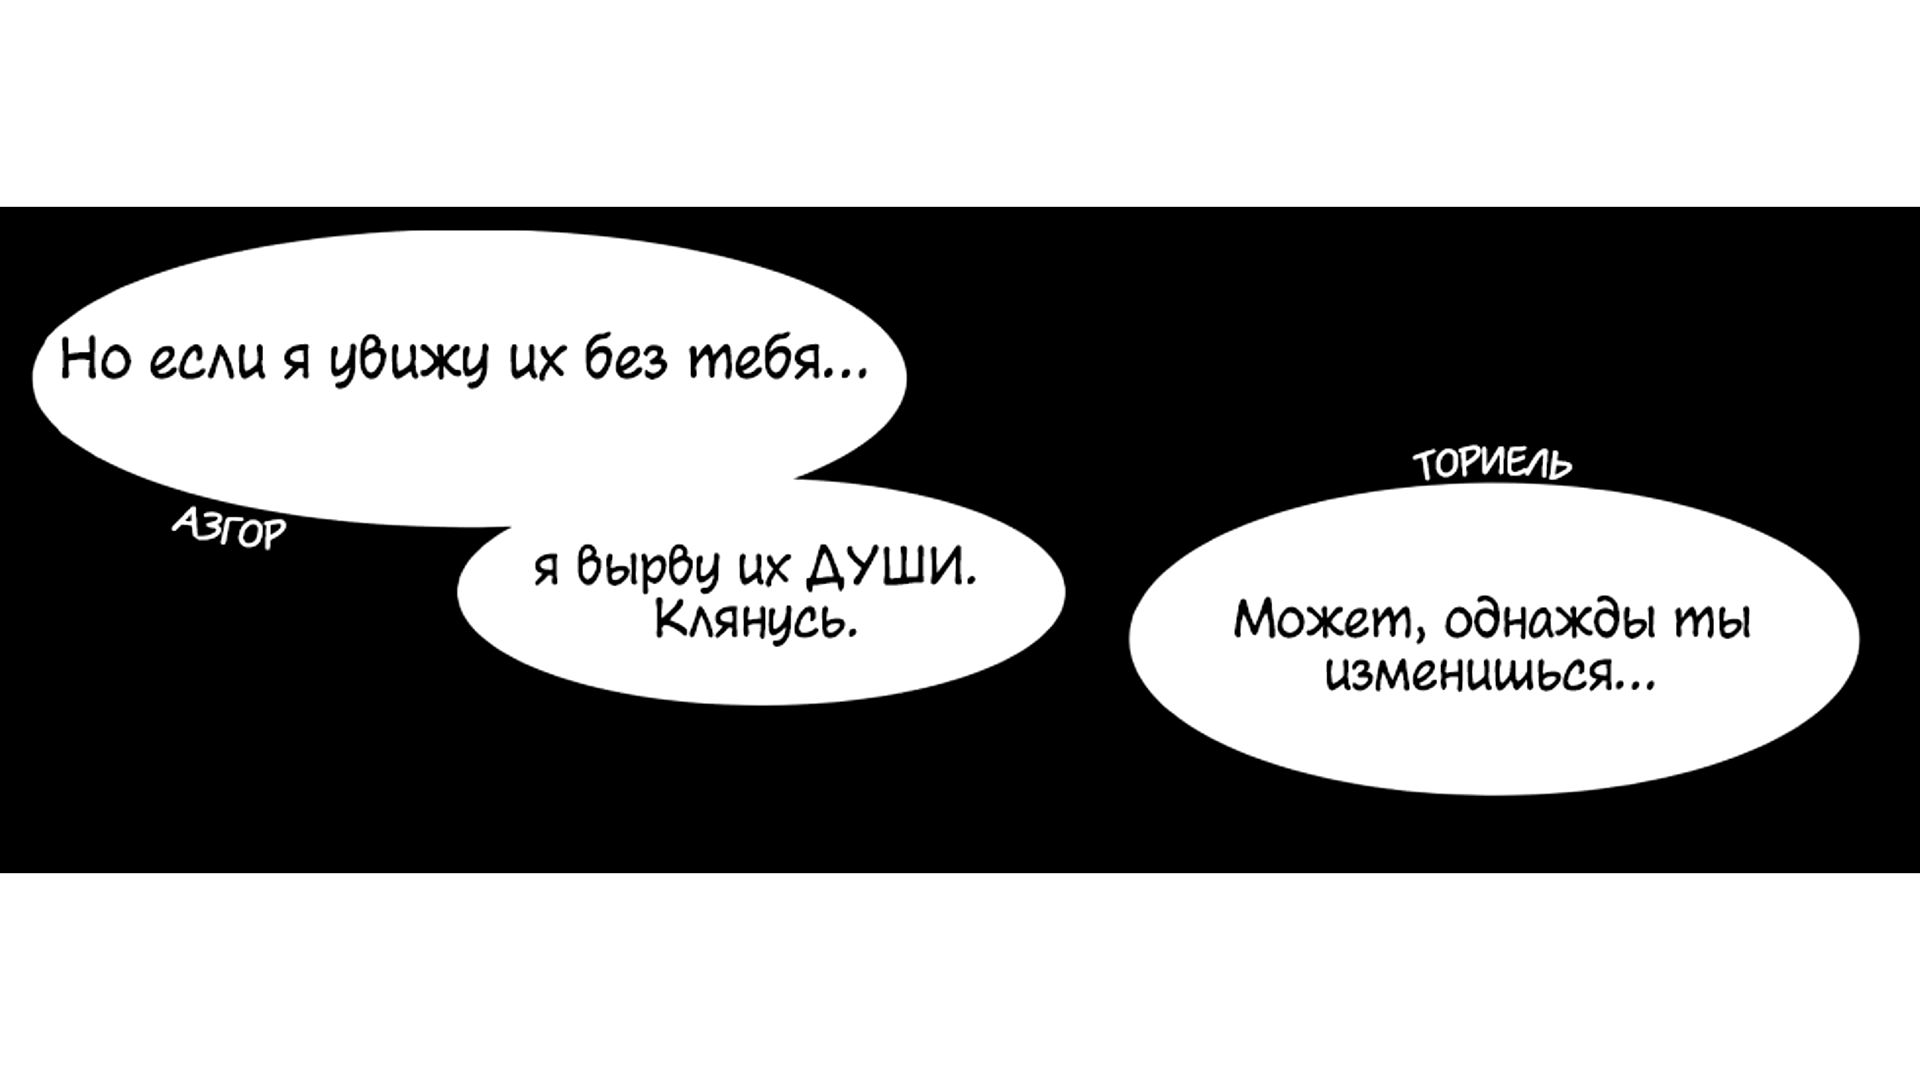 Но если я увижу их без тебя...
АЗГОР
я вырву их ДУШИ.
Клянусь.
ТОРИЕЛЬ
Может, однажды ты
изменишься...